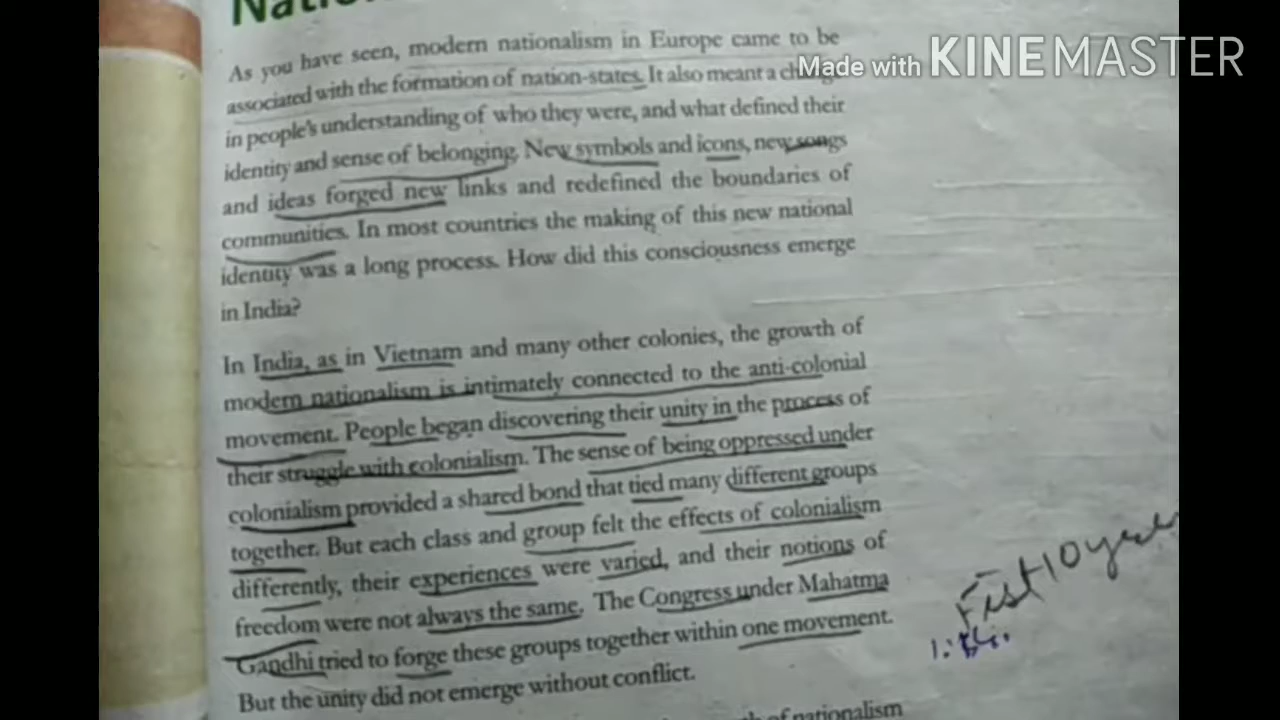 Made with KINEMASTER
As you have seen, modern nationalism in Europe came to be
associated with the formation of nation-states. It also meant a
in people's understanding of who they were, and what defined their
identity and sense of belonging. New symbols and icons, new songs
and ideas forged new links and redefined the boundaries of
communities. In most countries the making of this new national
identity was a long process. How did this consciousness emerge
in India?
In India, as in Vietnam and many other colonies, the growth of
modern nationalism is intimately connected to the anti-colonial
movement. People began discovering their unity in the process of
their struggle with colonialism. The sense of being oppressed under
colonialism provided a shared bond that tied many different groups
together. But each class and group felt the effects of colonialism
differently, their experiences were varied, and their notions of
freedom were not always the same. The Congress under Mahatma
Gandhi tried to forge these groups together within one movement.
But the unity did not emerge without conflict.
of nationalism
10